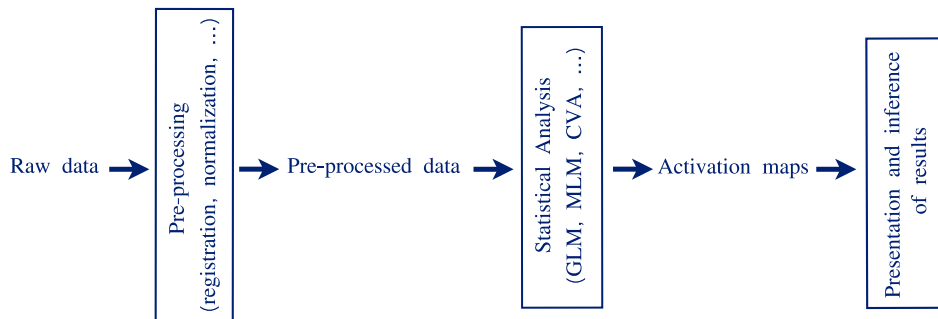 Raw data
Pre-processing
(registration, normalization, …)
Pre-processed data
Statistical Analysis
(GLM, MLM, CVA, …)
Activation maps
Presentation and inference
of results